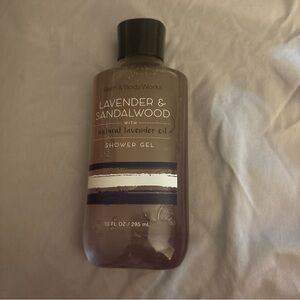 Bath & Body Works
LAVENDER &
SANDALWOOD
WITH
natural lavender oil
SHOWER GEL
10 FL OZ / 295 mL